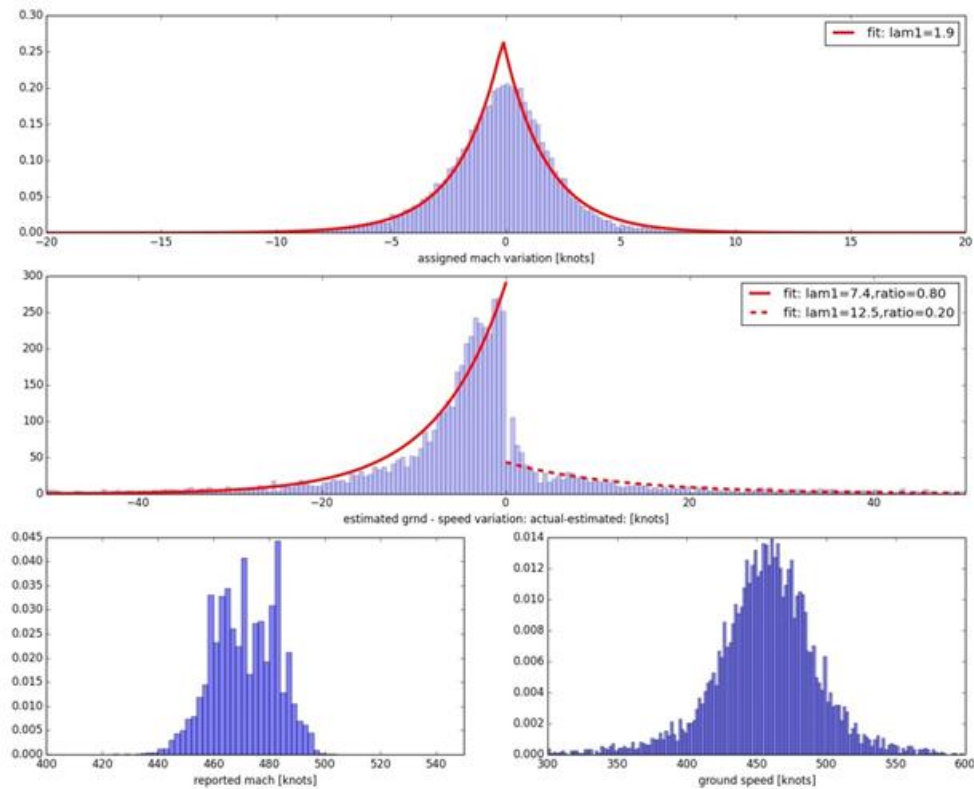 0.30
0.25
0.20
0.15
0.10
0.05
0.00
−20 −15 −10 −5 0 5 10 15 20
assigned mach variation [knots]
fit: lam1=1.9
300
250
200
150
100
50
0
−40 −20 0 20 40
estimated grnd - speed variation: actual-estimated: [knots]
fit: lam1=7.4,ratio=0.80
fit: lam1=12.5,ratio=0.20
0.045
0.040
0.035
0.030
0.025
0.020
0.015
0.010
0.005
0.000
400 420 440 460 480 500 520 540
reported mach [knots]
0.014
0.012
0.010
0.008
0.006
0.004
0.002
0.000
300 350 400 450 500 550 600
ground speed [knots]